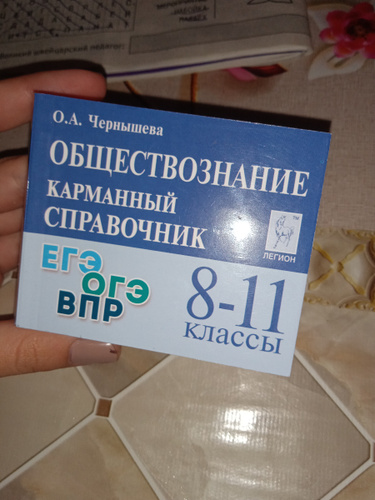 О.А. Чернышева
ОБЩЕСТВОЗНАНИЕ
КАРМАННЫЙ
СПРАВОЧНИК
ЛЕГИОН
ЕГЭ
ОГЭ
ВПР
8-11
классы